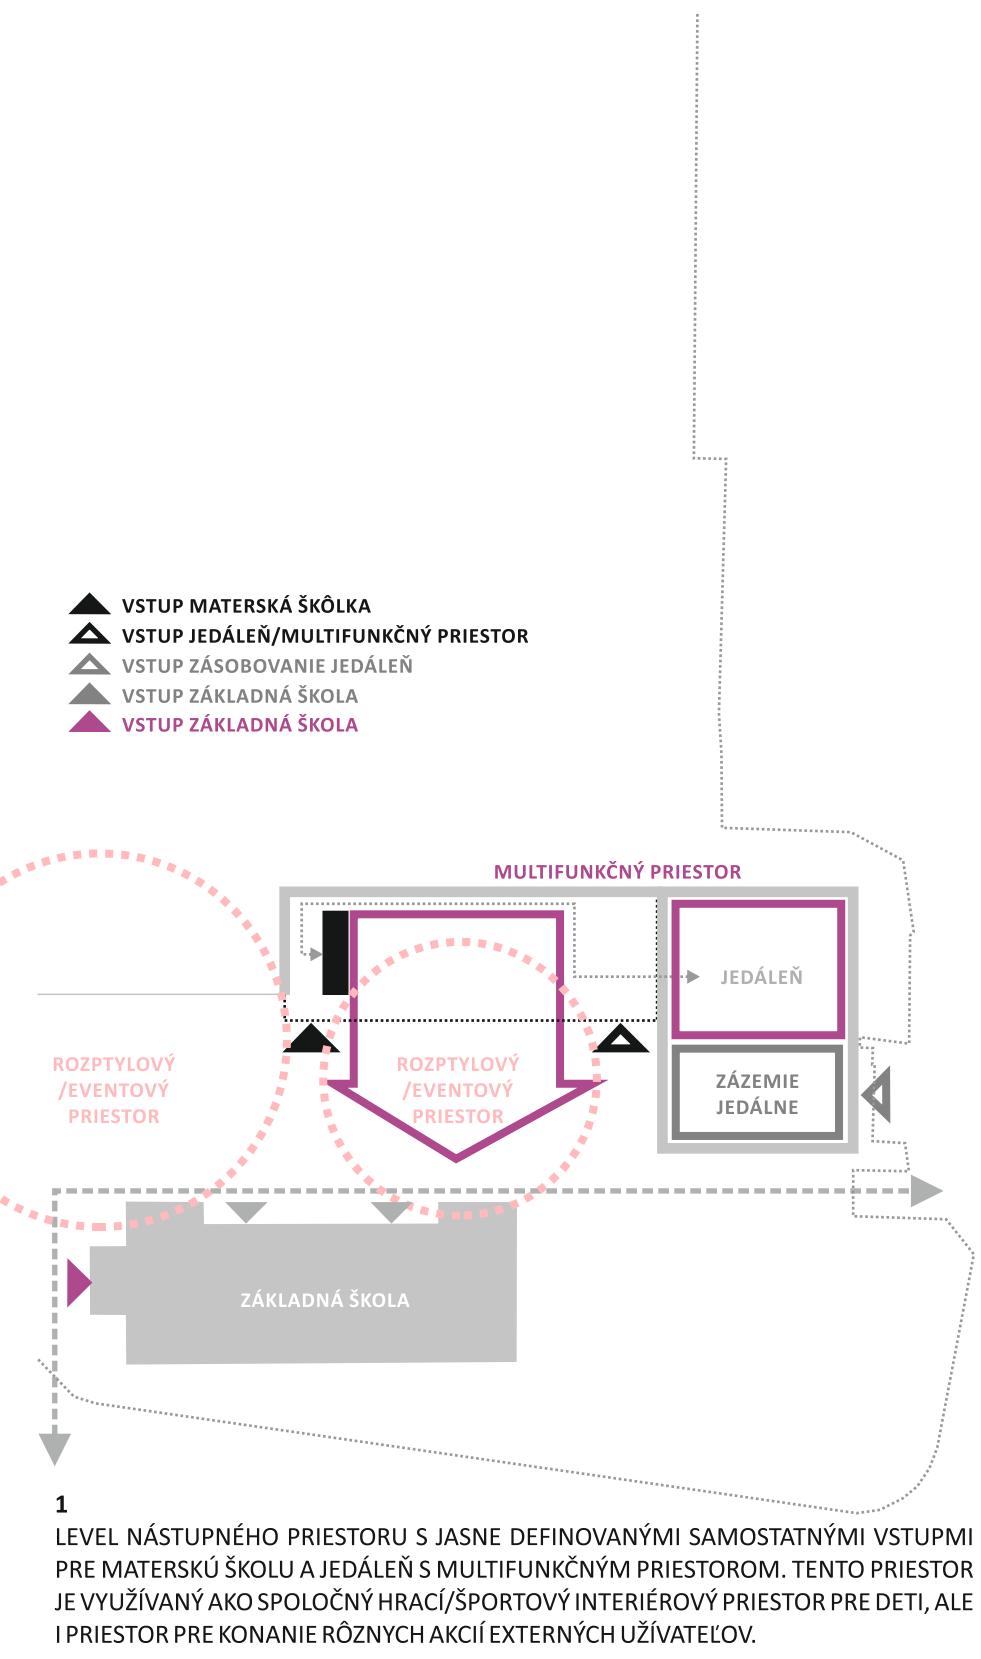 VSTUP MATERSKÁ ŠKÔLKA
VSTUP JEDÁLEŇ/MULTIFUNKČNÝ PRIESTOR
VSTUP ZÁSOBOVANIE JEDÁLEŇ
VSTUP ZÁKLADNÁ ŠKOLA
VSTUP ZÁKLADNÁ ŠKOLA
MULTIFUNKČNÝ PRIESTOR
JEDÁLEŇ
ROZPTYLOVÝ
/EVENTOVÝ
PRIESTOR
ROZPTYLOVÝ
/EVENTOVÝ
PRIESTOR
ZÁZEMIE
JEDÁLNE
ZÁKLADNÁ ŠKOLA
1
LEVEL NÁSTUPNÉHO PRIESTORU S JASNE DEFINOVANÝMI SAMOSTATNÝMI VSTUPMI
PRE MATERSKÚ ŠKOLU A JEDÁLEŇ S MULTIFUNKČNÝM PRIESTOROM. TENTO PRIESTOR
JE VYUŽÍVANÝ AKO SPOLOČNÝ HRACÍ/ŠPORTOVÝ INTERIÉROVÝ PRIESTOR PRE DETI, ALE
I PRIESTOR PRE KONANIE RÔZNYCH AKCIÍ EXTERNÝCH UŽÍVATEĽOV.